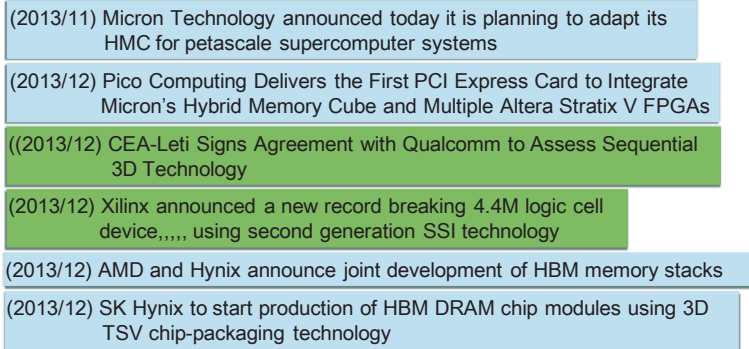 (2013/11) Micron Technology announced today it is planning to adapt its
HMC for petascale supercomputer systems
(2013/12) Pico Computing Delivers the First PCI Express Card to Integrate
Micron's Hybrid Memory Cube and Multiple Altera Stratix V FPGAs
((2013/12) CEA-Leti Signs Agreement with Qualcomm to Assess Sequential
3D Technology
(2013/12) Xilinx announced a new record breaking 4.4M logic cell
device,,,,, using second generation SSI technology
(2013/12) AMD and Hynix announce joint development of HBM memory stacks
(2013/12) SK Hynix to start production of HBM DRAM chip modules using 3D
TSV chip-packaging technology